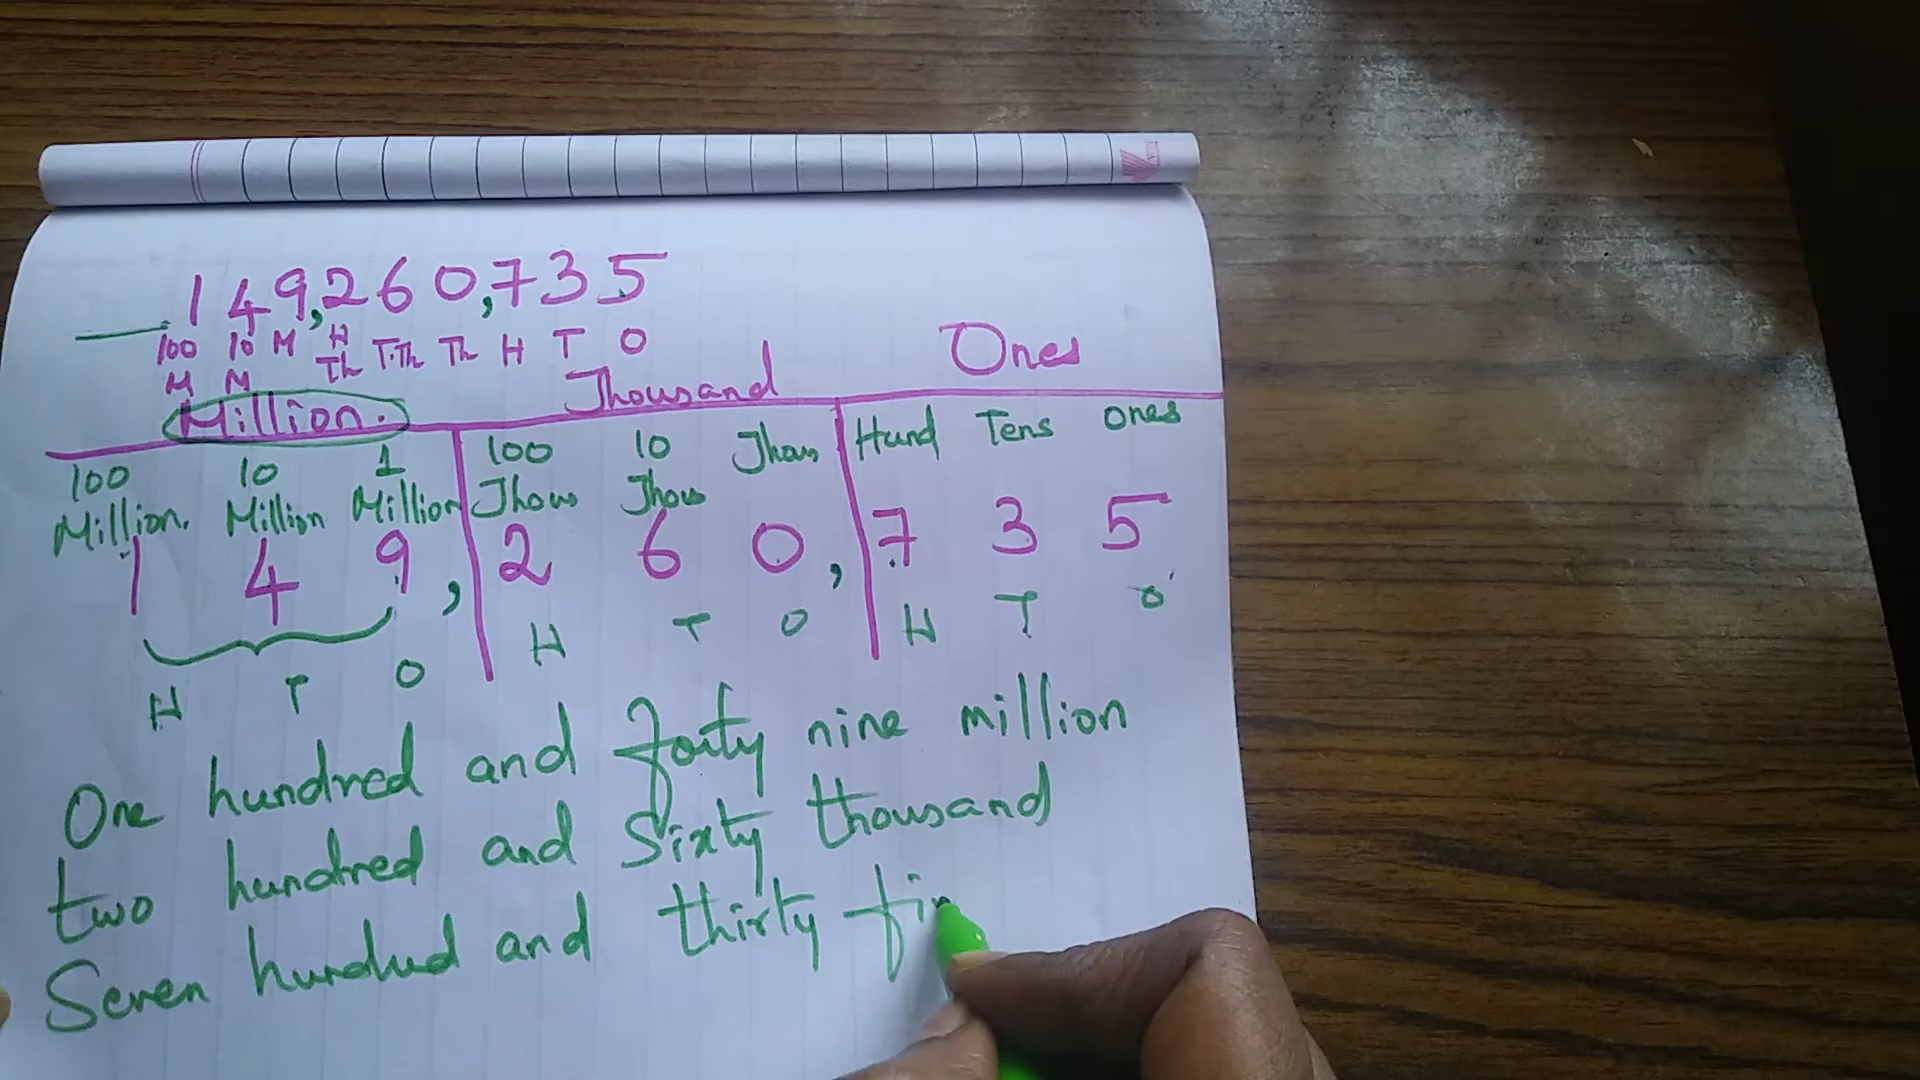 149,260,735
100 10 M H T.Th Th H T O
M M Th
Million. Thousand Ones
100 10 1 100 10 Thous Hund Tens Ones
Million. Million Million Thous Thous
1 4 9, 2 6 0, 7 3 5
H T O H T O H T O
One hundred and forty nine million
two hundred and Sixty thousand
Seven hundred and thirty